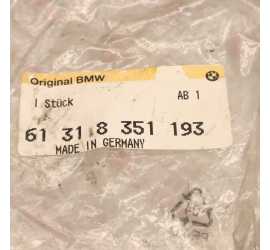 Original BMW
1 Stück AB 1
61 31 8 351 193
MADE IN GERMANY